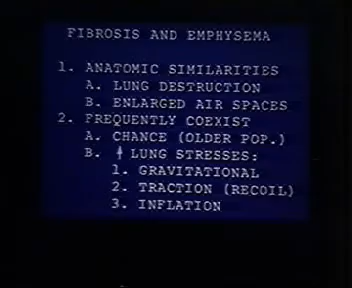 FIBROSIS AND EMPHYSEMA
1. ANATOMIC SIMILARITIES
A. LUNG DESTRUCTION
B. ENLARGED AIR SPACES
2. FREQUENTLY COEXIST
A. CHANCE (OLDER POP.)
B. ↑ LUNG STRESSES:
1. GRAVITATIONAL
2. TRACTION (RECOIL)
3. INFLATION